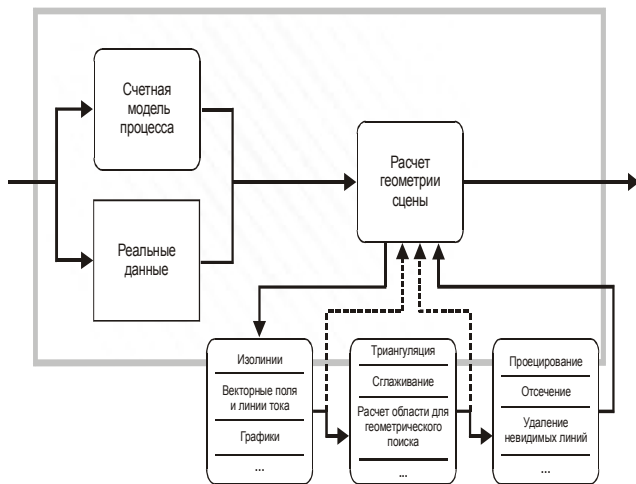 Счетная
модель
процесса
Расчет
геометрии
сцены
Реальные
данные
Изолинии
Векторные поля
и линии тока
Графики
...
Триангуляция
Сглаживание
Расчет области для
геометрического
поиска
...
Проецирование
Отсечение
Удаление
невидимых линий
...